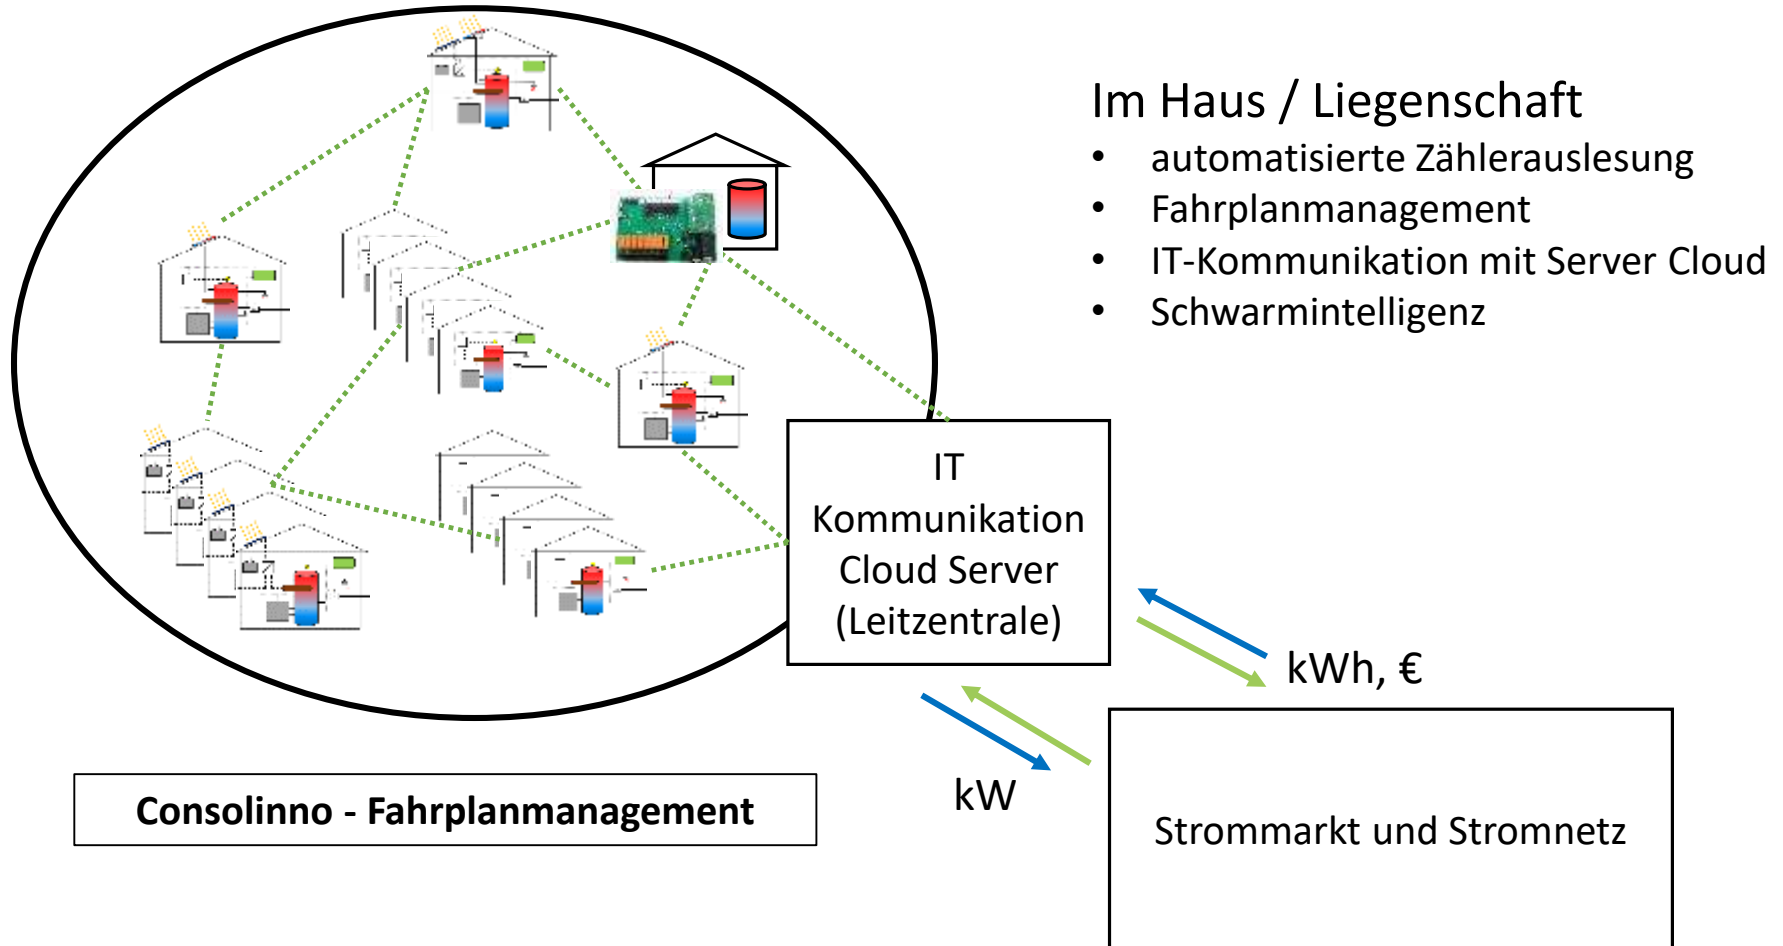 Im Haus / Liegenschaft
• automatisierte Zählerauslesung
• Fahrplanmanagement
• IT-Kommunikation mit Server Cloud
• Schwarmintelligenz
IT
Kommunikation
Cloud Server
(Leitzentrale)
kWh, €
kW
Consolinno - Fahrplanmanagement
Strommarkt und Stromnetz